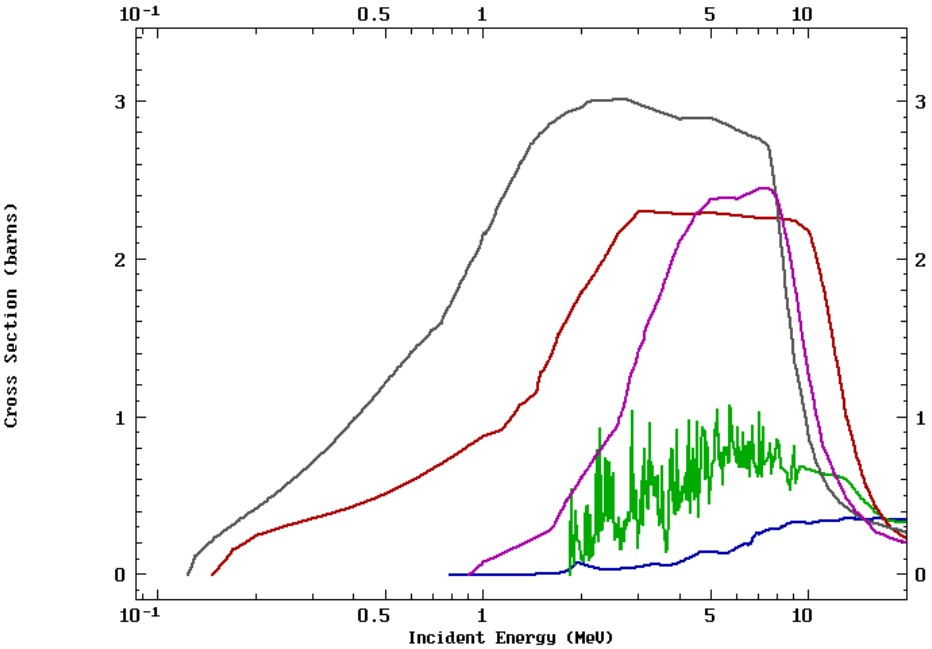 10⁻¹ 0.5 1 5 10
3 3
2 2
1 1
0 0
10⁻¹ 0.5 1 5 10
Incident Energy (MeV)
Cross Section (barns)